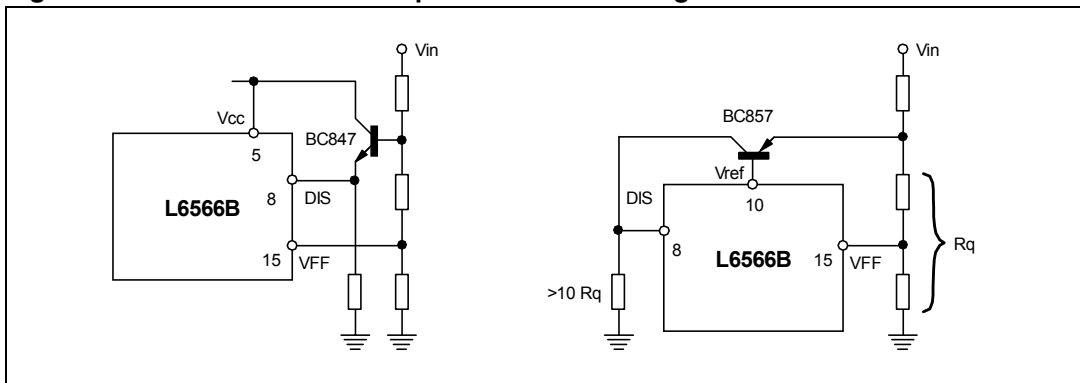 Vin
Vcc
BC847
5
8
DIS
L6566B
15
VFF
Vin
BC857
Vref
DIS
10
8
L6566B
15
VFF
Rq
>10 Rq